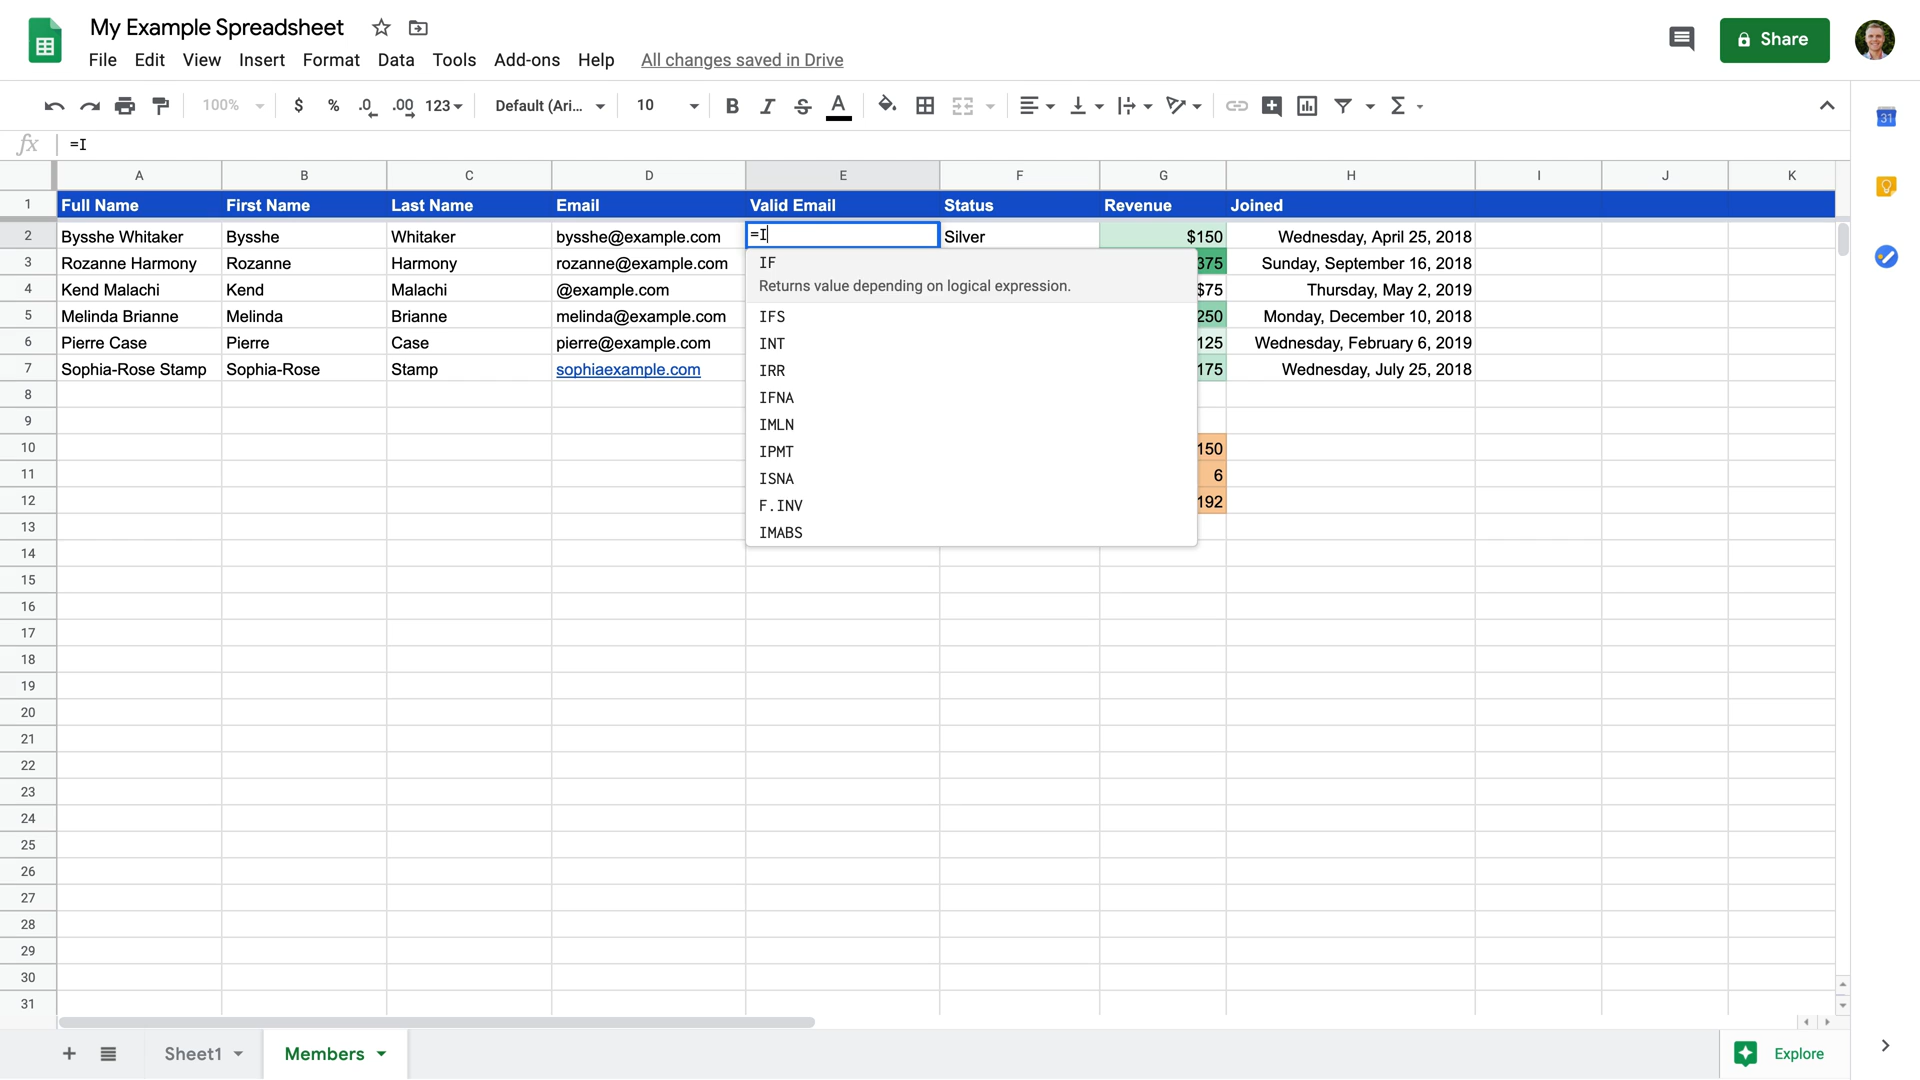 My Example Spreadsheet
File Edit View Insert Format Data Tools Add-ons Help All changes saved in Drive
Share
100% $ % .0 .00 123 Default (Ari... 10 B I S A Σ
31
fx =I
A B C D E F G H I J K
1 Full Name First Name Last Name Email Valid Email Status Revenue Joined
2 Bysshe Whitaker Bysshe Whitaker bysshe@example.com =I Silver $150 Wednesday, April 25, 2018
3 Rozanne Harmony Rozanne Harmony rozanne@example.com 375 Sunday, September 16, 2018
IF
4 Kend Malachi Kend Malachi @example.com $75 Thursday, May 2, 2019
Returns value depending on logical expression.
5 Melinda Brianne Melinda Brianne melinda@example.com IFS 250 Monday, December 10, 2018
6 Pierre Case Pierre Case pierre@example.com INT 125 Wednesday, February 6, 2019
7 Sophia-Rose Stamp Sophia-Rose Stamp sophiaexample.com IRR 175 Wednesday, July 25, 2018
8 IFNA
9 IMLN
10 IPMT 150
11 ISNA 6
12 F.INV 192
13 IMABS
14
15
16
17
18
19
20
21
22
23
24
25
26
27
28
29
30
31
Sheet1 Members Explore